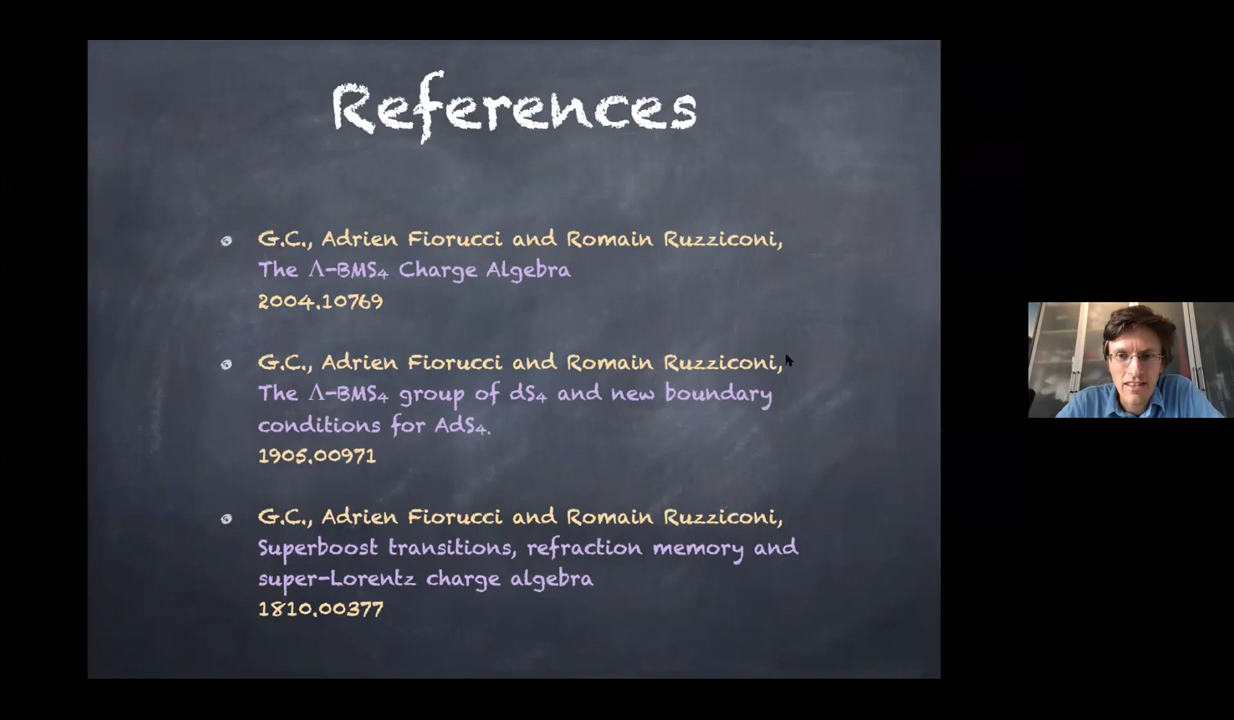 References
G.C., Adrien Fiorucci and Romain Ruzziconi,
The Λ-BMS₄ Charge Algebra
2004.10769
G.C., Adrien Fiorucci and Romain Ruzziconi,
The Λ-BMS₄ group of dS₄ and new boundary
conditions for AdS₄.
1905.00971
G.C., Adrien Fiorucci and Romain Ruzziconi,
Superboost transitions, refraction memory and
super-Lorentz charge algebra
1810.00377